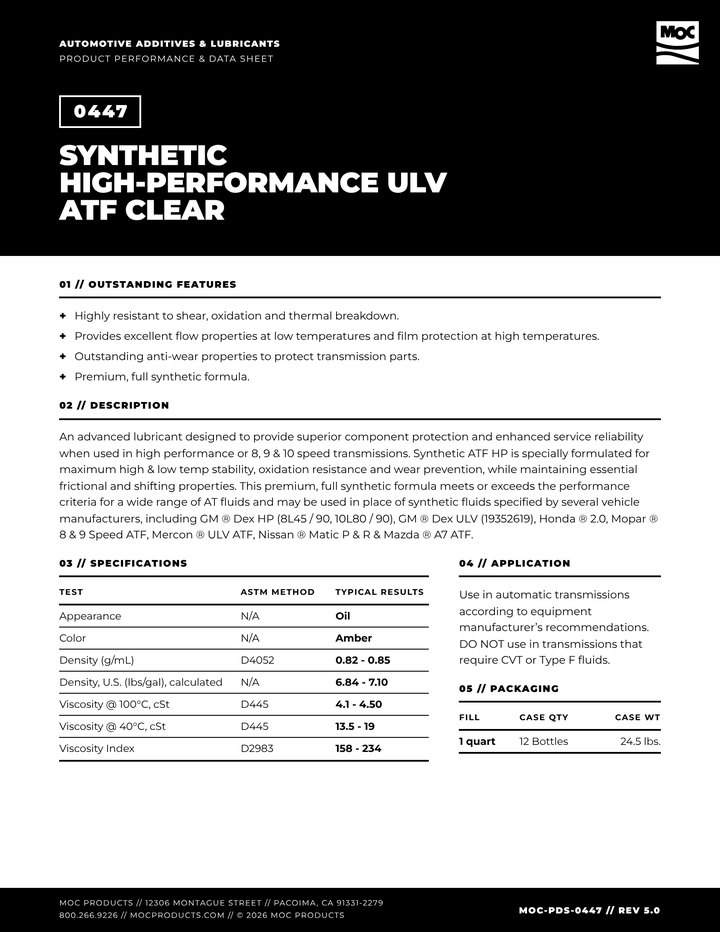 AUTOMOTIVE ADDITIVES & LUBRICANTS
PRODUCT PERFORMANCE & DATA SHEET
MOC
0447
SYNTHETIC
HIGH-PERFORMANCE ULV
ATF CLEAR
01 // OUTSTANDING FEATURES
+ Highly resistant to shear, oxidation and thermal breakdown.
+ Provides excellent flow properties at low temperatures and film protection at high temperatures.
+ Outstanding anti-wear properties to protect transmission parts.
+ Premium, full synthetic formula.
02 // DESCRIPTION
An advanced lubricant designed to provide superior component protection and enhanced service reliability
when used in high performance or 8, 9 & 10 speed transmissions. Synthetic ATF HP is specially formulated for
maximum high & low temp stability, oxidation resistance and wear prevention, while maintaining essential
frictional and shifting properties. This premium, full synthetic formula meets or exceeds the performance
criteria for a wide range of AT fluids and may be used in place of synthetic fluids specified by several vehicle
manufacturers, including GM ® Dex HP (8L45 / 90, 10L80 / 90), GM ® Dex ULV (19352619), Honda ® 2.0, Mopar ®
8 & 9 Speed ATF, Mercon ® ULV ATF, Nissan ® Matic P & R & Mazda ® A7 ATF.
03 // SPECIFICATIONS
TEST ASTM METHOD TYPICAL RESULTS
Appearance N/A Oil
Color N/A Amber
Density (g/mL) D4052 0.82 - 0.85
Density, U.S. (lbs/gal), calculated N/A 6.84 - 7.10
Viscosity @ 100°C, cSt D445 4.1 - 4.50
Viscosity @ 40°C, cSt D445 13.5 - 19
Viscosity Index D2983 158 - 234
04 // APPLICATION
Use in automatic transmissions
according to equipment
manufacturer's recommendations.
DO NOT use in transmissions that
require CVT or Type F fluids.
05 // PACKAGING
FILL CASE QTY CASE WT
1 quart 12 Bottles 24.5 lbs.
MOC PRODUCTS // 12306 MONTAGUE STREET // PACOIMA, CA 91331-2279
800.266.9226 // MOCPRODUCTS.COM // © 2026 MOC PRODUCTS
MOC-PDS-0447 // REV 5.0